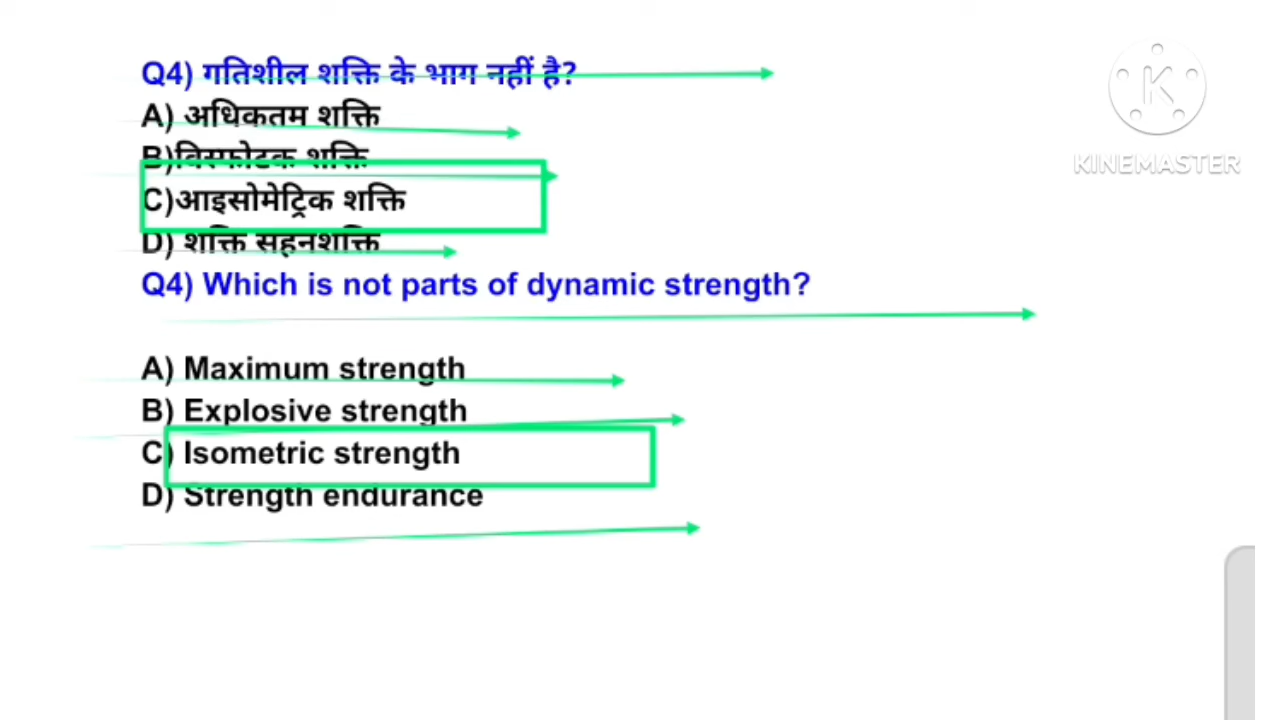 Q4) गतिशील शक्ति के भाग नहीं है?
A) अधिकतम शक्ति
B)विस्फोटक शक्ति
C)आइसोमेट्रिक शक्ति
D) शक्ति सहनशक्ति
Q4) Which is not parts of dynamic strength?
A) Maximum strength
B) Explosive strength
C) Isometric strength
D) Strength endurance
K
KINEMASTER